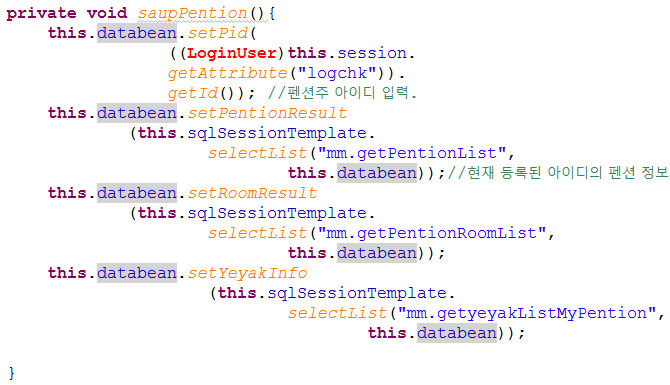 private void saupPention(){
    this.databean.setPid(
                ((LoginUser)this.session.
                getAttribute("logchk")).
                getId()); //펜션주 아이디 입력.
    this.databean.setPentionResult
            (this.sqlSessionTemplate.
                    selectList("mm.getPentionList",
                            this.databean));//현재 등록된 아이디의 펜션 정보
    this.databean.setRoomResult
            (this.sqlSessionTemplate.
                    selectList("mm.getPentionRoomList",
                            this.databean));
    this.databean.setYeyakInfo
                    (this.sqlSessionTemplate.
                            selectList("mm.getyeyakListMyPention",
                                    this.databean));
}